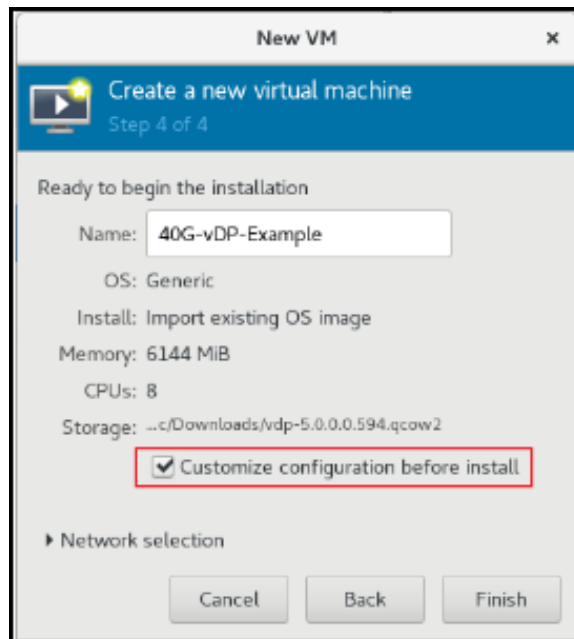 New VM
Create a new virtual machine
Step 4 of 4
Ready to begin the installation
Name: 40G-vDP-Example
OS: Generic
Install: Import existing OS image
Memory: 6144 MiB
CPUs: 8
Storage: ...c/Downloads/vdp-5.0.0.0.594.qcow2
Customize configuration before install
Network selection
Cancel Back Finish